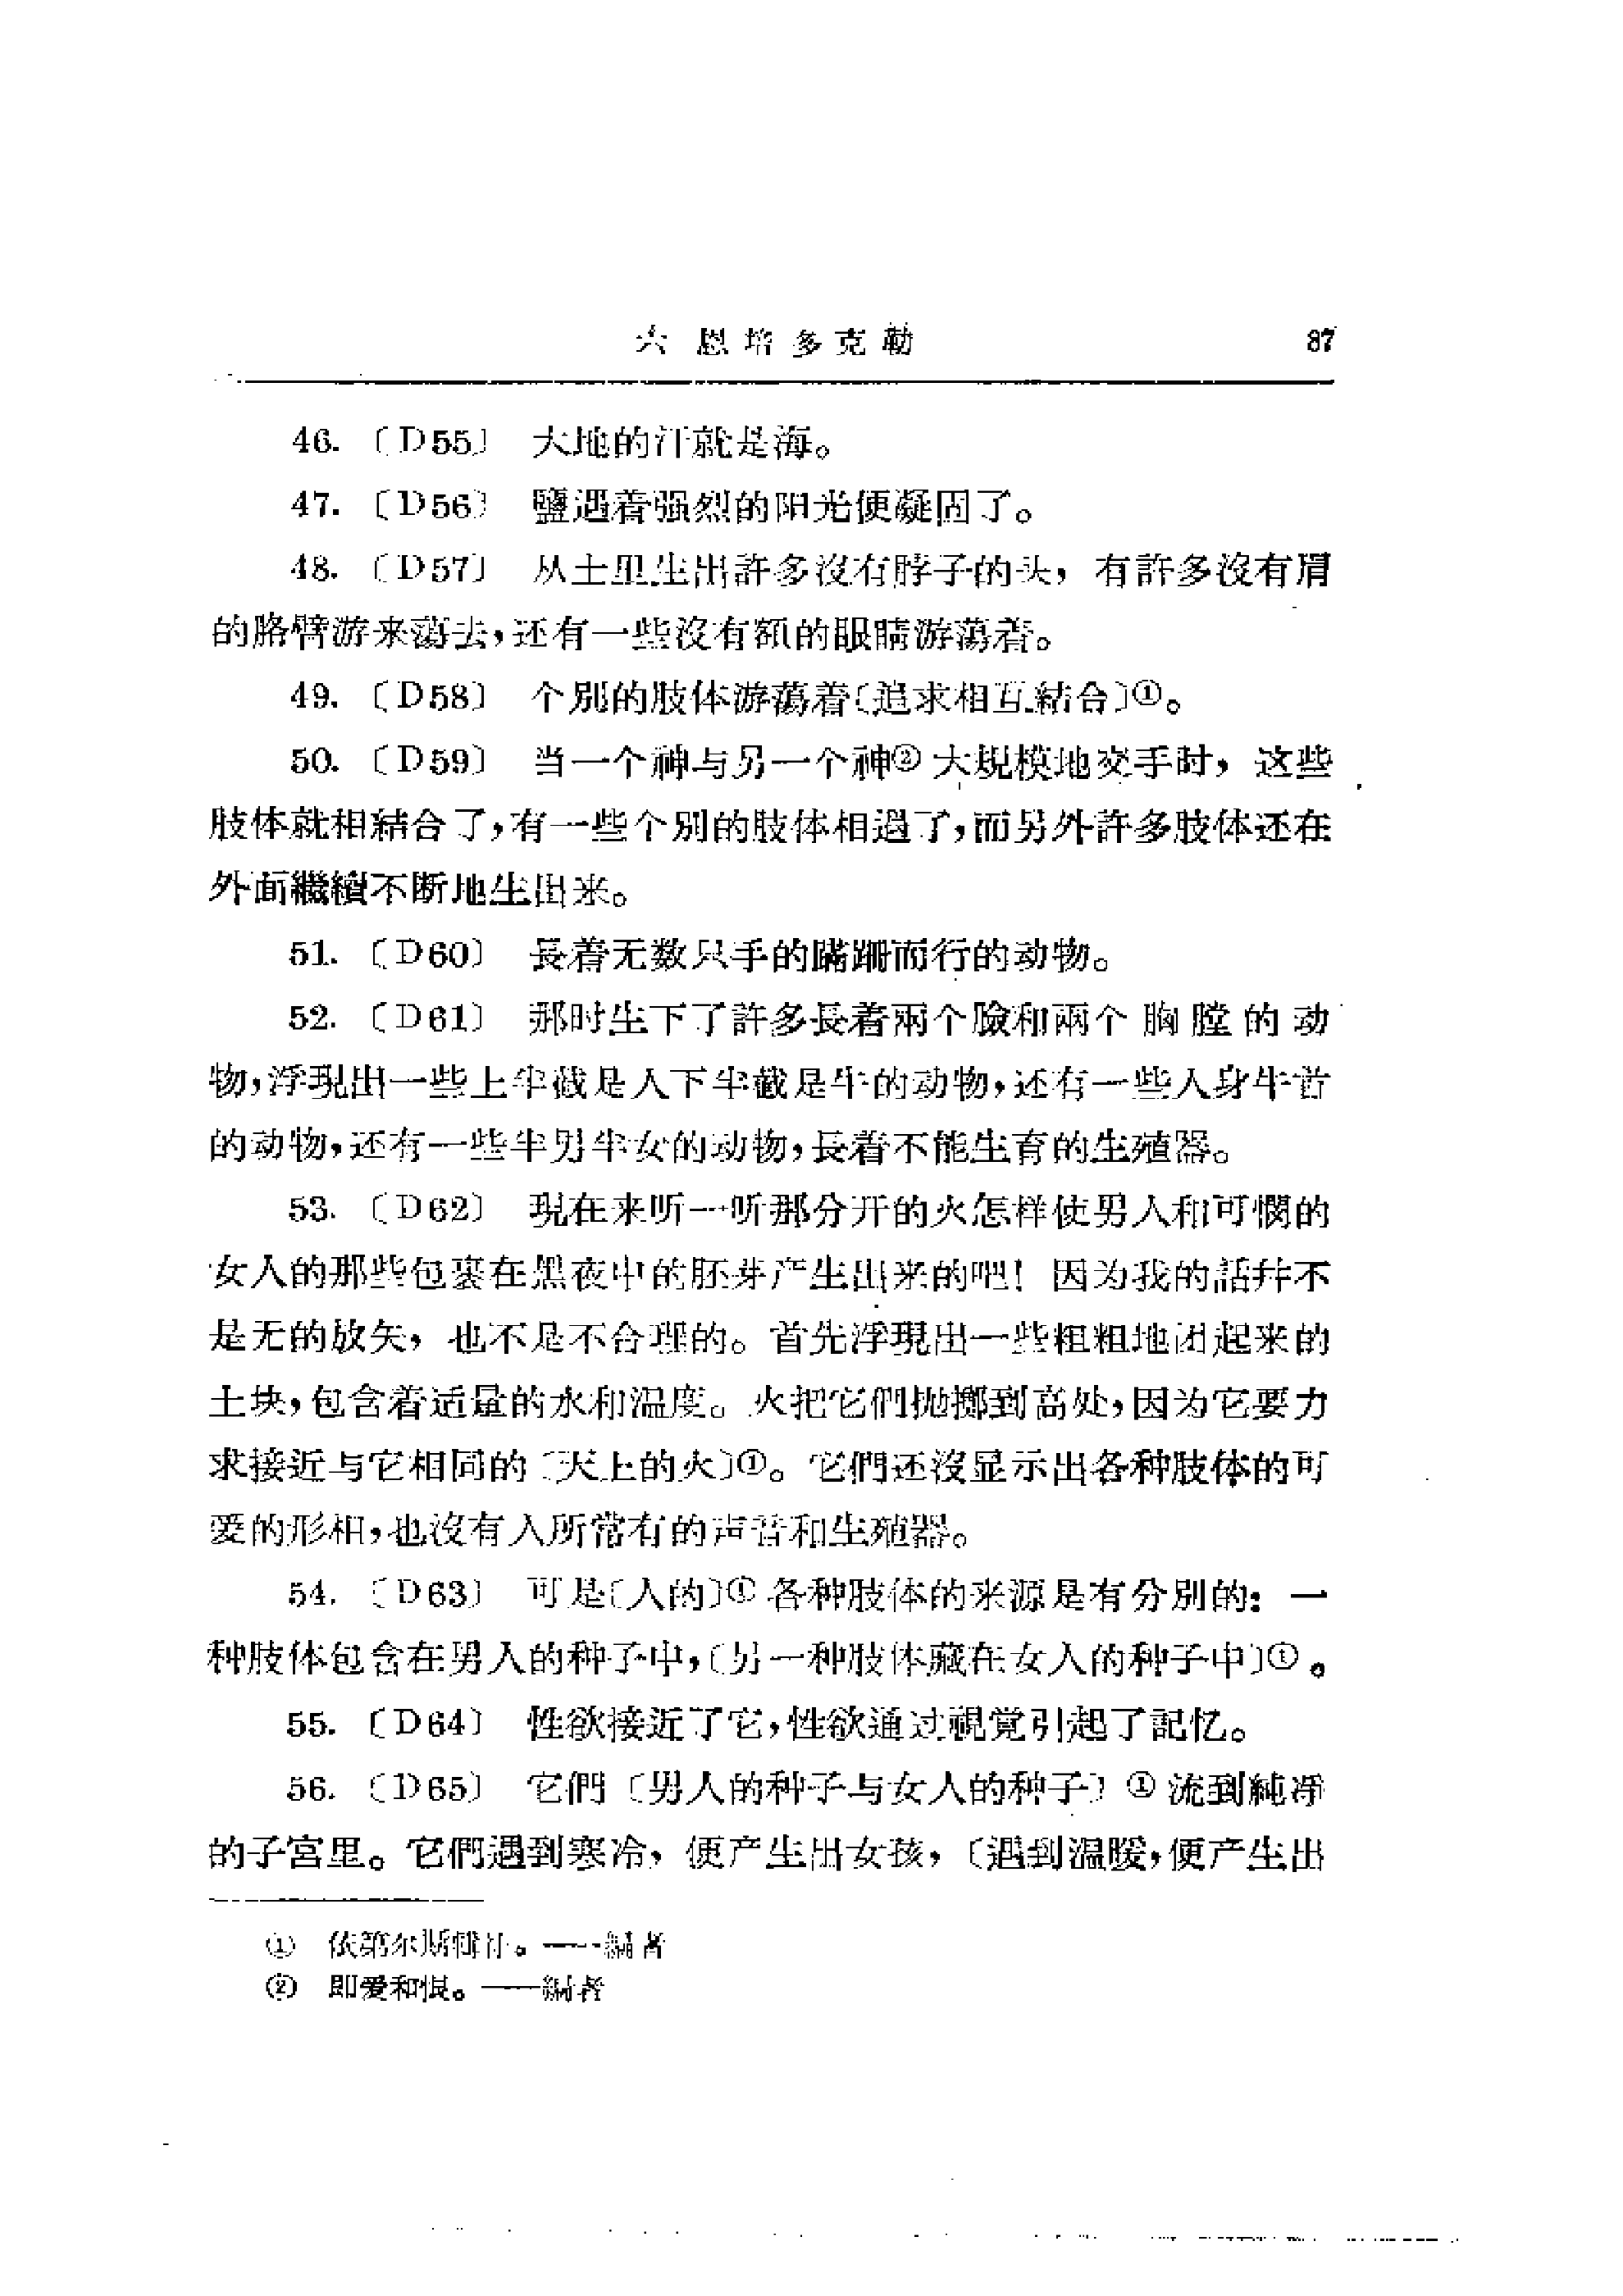 六 恩培多克勒 87
46. 〔D55〕 大地的汗就是海。
47. 〔D56〕 鹽遇着强烈的阳光便凝固了。
48. 〔D57〕 从土里生出許多沒有脖子的头，有許多沒有肩
的胳臂游来蕩去，还有一些沒有額的眼睛游蕩着。
49. 〔D58〕 个別的肢体游蕩着〔追求相互結合〕①。
50. 〔D59〕 当一个神与另一个神② 大規模地交手时，这些
肢体就相結合了，有一些个別的肢体相遇了，而另外許多肢体还在
外面繼續不断地生出来。
51. 〔D60〕 長着无数只手的蹒跚而行的动物。
52. 〔D61〕 那时生下了許多長着兩个臉和兩个胸膛的动
物，浮現出一些上半截是人下半截是牛的动物，还有一些人身牛首
的动物，还有一些半男半女的动物，長着不能生育的生殖器。
53. 〔D62〕 現在来听一听那分开的火怎样使男人和可憫的
女人的那些包裹在黑夜中的胚芽产生出来的吧！因为我的話幷不
是无的放矢，也不是不合理的。首先浮現出一些粗粗地团起来的
土块，包含着适量的水和温度。火把它們抛擲到高处，因为它要力
求接近与它相同的〔天上的火〕①。它們还沒显示出各种肢体的可
爱的形相，也沒有人所常有的声音和生殖器。
54. 〔D63〕 可是〔人的〕① 各种肢体的来源是有分別的：一
种肢体包含在男人的种子中，〔另一种肢体藏在女人的种子中〕①。
55. 〔D64〕 性欲接近了它，性欲通过視覚引起了記忆。
56. 〔D65〕 它們〔男人的种子与女人的种子〕① 流到純凈
的子宮里。它們遇到寒冷，便产生出女孩，〔遇到温暖，便产生出
① 依第尔斯輯补。——編者
② 即爱和恨。——編者